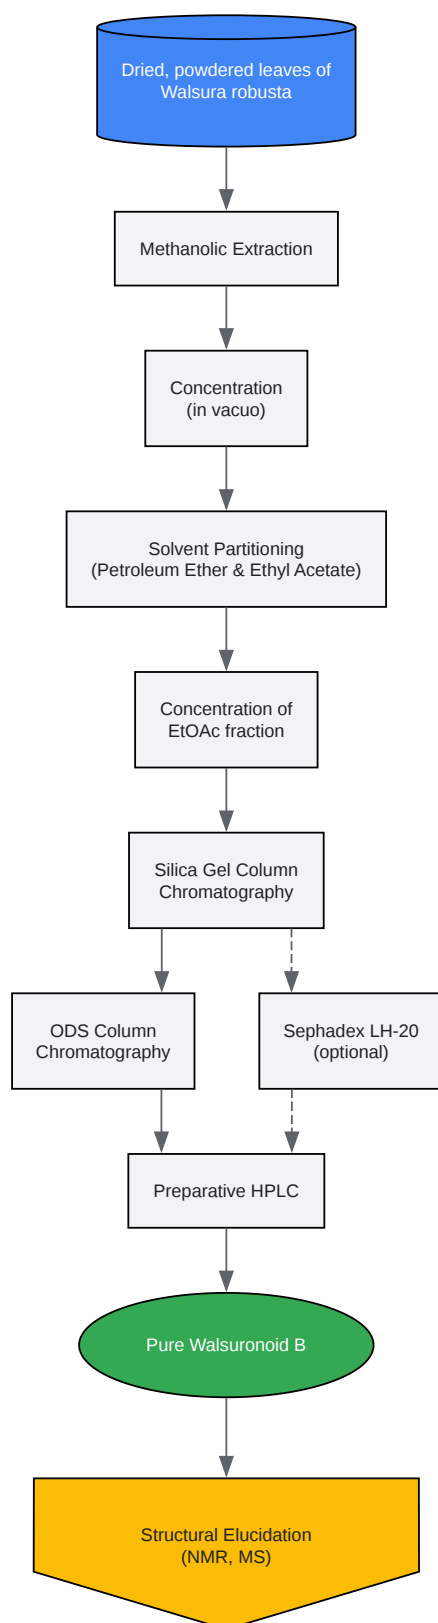 Dried, powdered leaves of
Walsura robusta
Methanolic Extraction
Concentration
(in vacuo)
Solvent Partitioning
(Petroleum Ether & Ethyl Acetate)
Concentration of
EtOAc fraction
Silica Gel Column
Chromatography
ODS Column
Chromatography
Sephadex LH-20
(optional)
Preparative HPLC
Pure Walsuronoid B
Structural Elucidation
(NMR, MS)